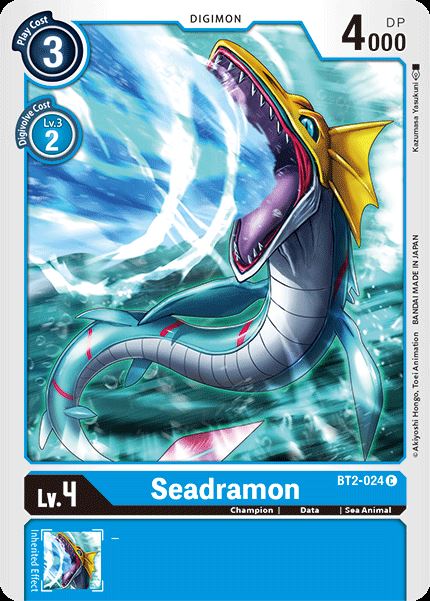 Play Cost
3
DIGIMON
DP
4000
Digivolve Cost
Lv.3
2
Kazumasa Yasukuni
© Akiyoshi Hongo, Toei Animation BANDAI MADE IN JAPAN
Lv.4
Seadramon
BT2-024 C
Champion | Data | Sea Animal
Inherited Effect
–